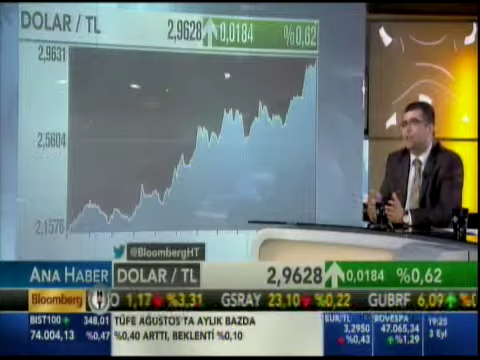 DOLAR / TL 2,9628 0,0184 %0,62
2,9631
2,5604
2,1576
@BloombergHT
ANA HABER DOLAR / TL 2,9628 0,0184 %0,62
Bloomberg HT O 1,17 %3,31 GSRAY 23,10 %0,22 GUBRF 6,09
BIST100 348,01
74.004,13 %0,47
TÜFE AĞUSTOS'TA AYLIK BAZDA
%0,40 ARTTI, BEKLENTİ %0,10
EUR/TL
3,2950
%0,43
BOVESPA
47.065,34
%1,29
19:25
3 Eyl